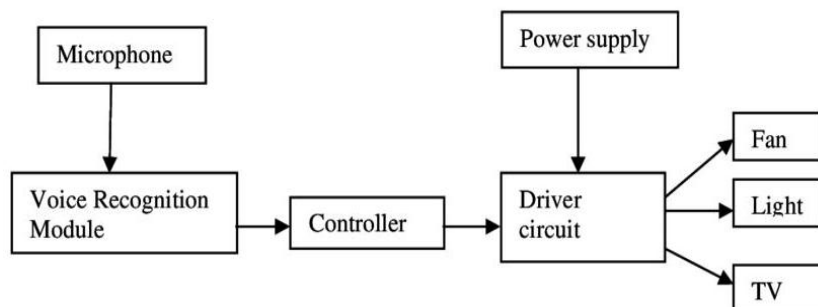 Microphone
Power supply
Voice Recognition
Module
Controller
Driver
circuit
Fan
Light
TV